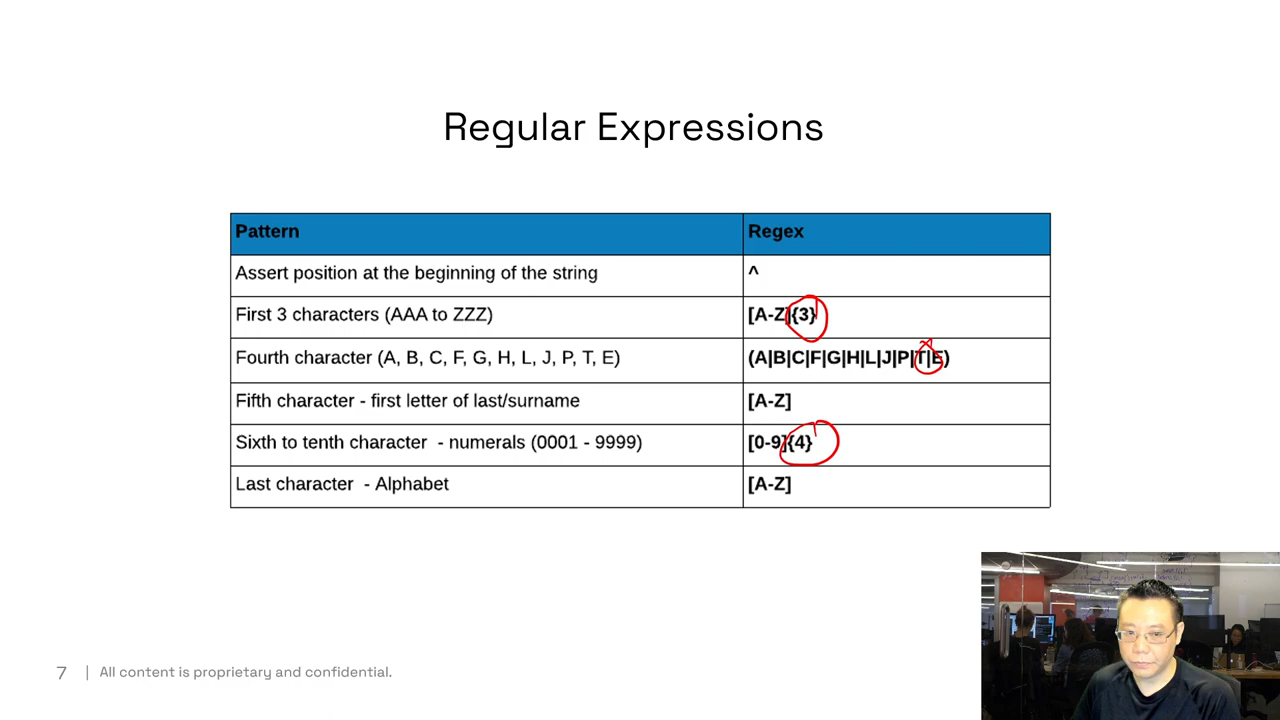 Regular Expressions
Pattern Regex
Assert position at the beginning of the string ^
First 3 characters (AAA to ZZZ) [A-Z]{3}
Fourth character (A, B, C, F, G, H, L, J, P, T, E) (A|B|C|F|G|H|L|J|P|T|E)
Fifth character - first letter of last/surname [A-Z]
Sixth to tenth character - numerals (0001 - 9999) [0-9]{4}
Last character - Alphabet [A-Z]
7 | All content is proprietary and confidential.